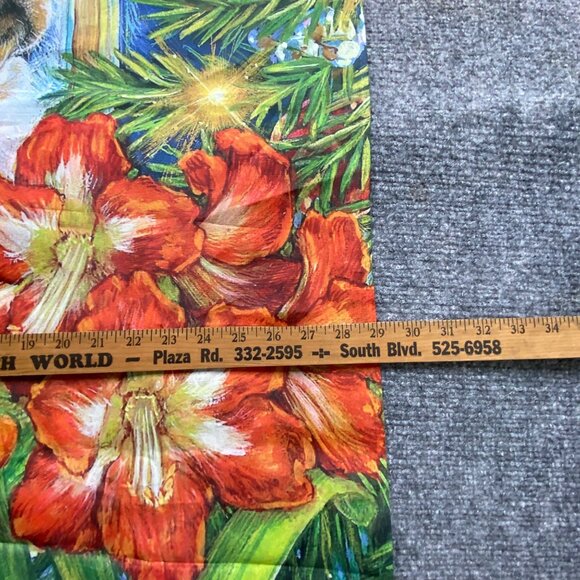 19 20 21 22 23 24 25 26 27 28 29 30 31 32 33 34
H WORLD — Plaza Rd. 332-2595 -:- South Blvd. 525-6958